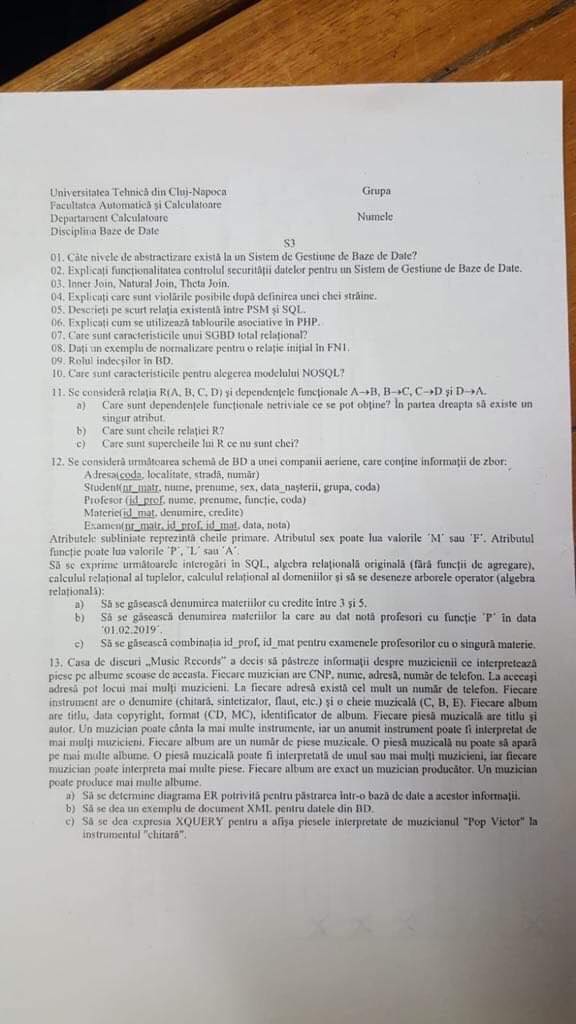 Universitatea Tehnică din Cluj-Napoca Grupa
Facultatea Automatică și Calculatoare
Departament Calculatoare Numele
Disciplina Baze de Date
S3
01. Câte nivele de abstractizare există la un Sistem de Gestiune de Baze de Date?
02. Explicați funcționalitatea controlul securității datelor pentru un Sistem de Gestiune de Baze de Date.
03. Inner Join, Natural Join, Theta Join.
04. Explicați care sunt violările posibile după definirea unei chei străine.
05. Descrieți pe scurt relația existentă între PSM și SQL.
06. Explicați cum se utilizează tablourile asociative în PHP.
07. Care sunt caracteristicile unui SGBD total relațional?
08. Dați un exemplu de normalizare pentru o relație inițial în FN1.
09. Rolul indecșilor în BD.
10. Care sunt caracteristicile pentru alegerea modelului NOSQL?
11. Se consideră relația R(A, B, C, D) și dependențele funcționale A→B, B→C, C→D și D→A.
a) Care sunt dependențele funcționale netriviale ce se pot obține? În partea dreapta să existe un
singur atribut.
b) Care sunt cheile relației R?
c) Care sunt supercheile lui R ce nu sunt chei?
12. Se consideră următoarea schemă de BD a unei companii aeriene, care conține informații de zbor:
Adresa(coda, localitate, stradă, număr)
Student(nr_matr, nume, prenume, sex, data_nașterii, grupa, coda)
Profesor (id_prof, nume, prenume, funcție, coda)
Materie(id_mat, denumire, credite)
Examen(nr_matr, id_prof, id_mat, data, nota)
Atributele subliniate reprezintă cheile primare. Atributul sex poate lua valorile ´M´ sau ´F´. Atributul
funcție poate lua valorile ´P´, ´L´ sau ´A´.
Să se exprime următoarele interogări în SQL, algebra relațională originală (fără funcții de agregare),
calculul relațional al tuplelor, calculul relațional al domeniilor și să se deseneze arborele operator (algebra
relațională):
a) Să se găsească denumirea materiilor cu credite între 3 și 5.
b) Să se găsească denumirea materiilor la care au dat notă profesori cu funcție ´P´ în data
´01.02.2019´.
c) Să se găsească combinația id_prof, id_mat pentru examenele profesorilor cu o singură materie.
13. Casa de discuri „Music Records” a decis să păstreze informații despre muzicienii ce interpretează
piese pe albume scoase de aceasta. Fiecare muzician are CNP, nume, adresă, număr de telefon. La aceeași
adresă pot locui mai mulți muzicieni. La fiecare adresă există cel mult un număr de telefon. Fiecare
instrument are o denumire (chitară, sintetizator, flaut, etc.) și o cheie muzicală (C, B, E). Fiecare album
are titlu, data copyright, format (CD, MC), identificator de album. Fiecare piesă muzicală are titlu și
autor. Un muzician poate cânta la mai multe instrumente, iar un anumit instrument poate fi interpretat de
mai mulți muzicieni. Fiecare album are un număr de piese muzicale. O piesă muzicală nu poate să apară
pe mai multe albume. O piesă muzicală poate fi interpretată de unul sau mai mulți muzicieni, iar fiecare
muzician poate interpreta mai multe piese. Fiecare album are exact un muzician producător. Un muzician
poate produce mai multe albume.
a) Să se determine diagrama ER potrivită pentru păstrarea într-o bază de date a acestor informații.
b) Să se dea un exemplu de document XML pentru datele din BD.
c) Să se dea expresia XQUERY pentru a afișa piesele interpretate de muzicianul "Pop Victor" la
instrumentul "chitară".